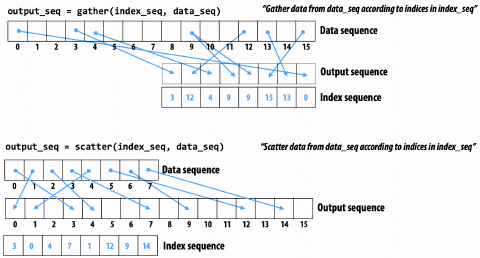 output_seq = gather(index_seq, data_seq)
“Gather data from data_seq according to indices in index_seq”
Data sequence
0 1 2 3 4 5 6 7 8 9 10 11 12 13 14 15
Output sequence
3 12 4 9 9 15 13 0
Index sequence
output_seq = scatter(index_seq, data_seq)
“Scatter data from data_seq according to indices in index_seq”
Data sequence
0 1 2 3 4 5 6 7
Output sequence
0 1 2 3 4 5 6 7 8 9 10 11 12 13 14 15
3 0 4 7 1 12 9 14
Index sequence